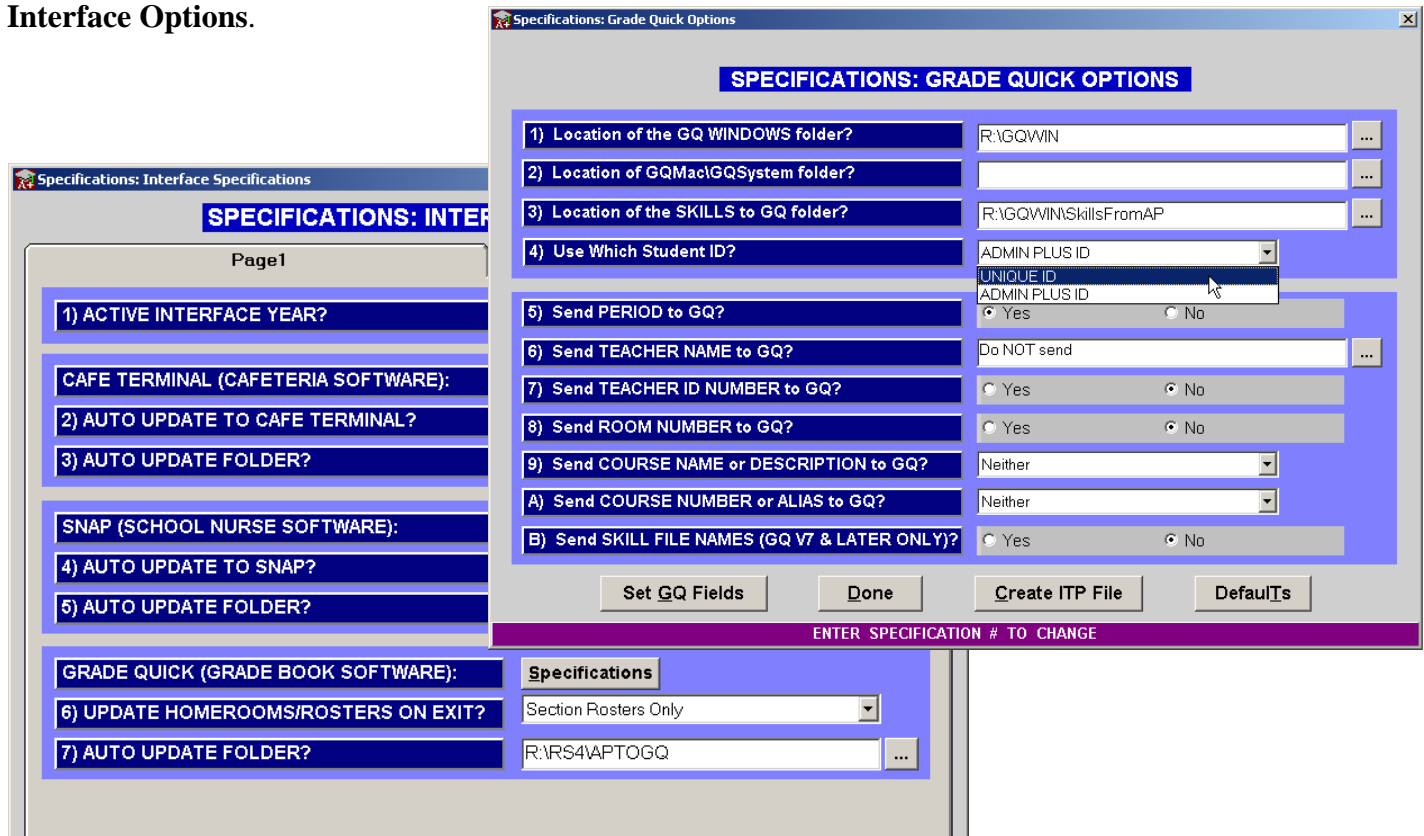 Interface Options.
Specifications: Grade Quick Options
SPECIFICATIONS: GRADE QUICK OPTIONS
1) Location of the GQ WINDOWS folder? R:\GQWIN ...
2) Location of GQMac\GQSystem folder? ...
3) Location of the SKILLS to GQ folder? R:\GQWIN\SkillsFromAP ...
4) Use Which Student ID? ADMIN PLUS ID
UNIQUE ID
ADMIN PLUS ID
5) Send PERIOD to GQ? Yes No
6) Send TEACHER NAME to GQ? Do NOT send ...
7) Send TEACHER ID NUMBER to GQ? Yes No
8) Send ROOM NUMBER to GQ? Yes No
9) Send COURSE NAME or DESCRIPTION to GQ? Neither
A) Send COURSE NUMBER or ALIAS to GQ? Neither
B) Send SKILL FILE NAMES (GQ V7 & LATER ONLY)? Yes No
Set GQ Fields Done Create ITP File DefaulTs
ENTER SPECIFICATION # TO CHANGE
Specifications: Interface Specifications
SPECIFICATIONS: INTER
Page1
1) ACTIVE INTERFACE YEAR?
CAFE TERMINAL (CAFETERIA SOFTWARE):
2) AUTO UPDATE TO CAFE TERMINAL?
3) AUTO UPDATE FOLDER?
SNAP (SCHOOL NURSE SOFTWARE):
4) AUTO UPDATE TO SNAP?
5) AUTO UPDATE FOLDER?
GRADE QUICK (GRADE BOOK SOFTWARE): Specifications
6) UPDATE HOMEROOMS/ROSTERS ON EXIT? Section Rosters Only
7) AUTO UPDATE FOLDER? R:\RS4\APTOGQ ...